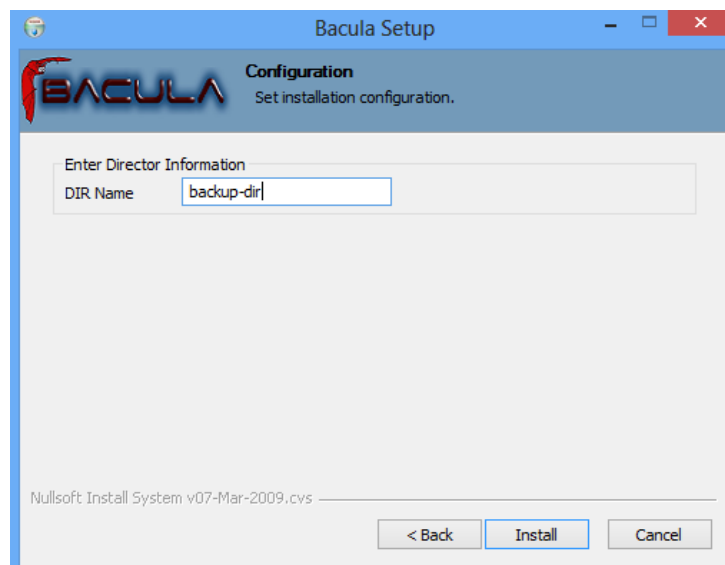 Bacula Setup
BACULA
Configuration
Set installation configuration.
Enter Director Information
DIR Name
backup-dir
Nullsoft Install System v07-Mar-2009.cvs
< Back
Install
Cancel